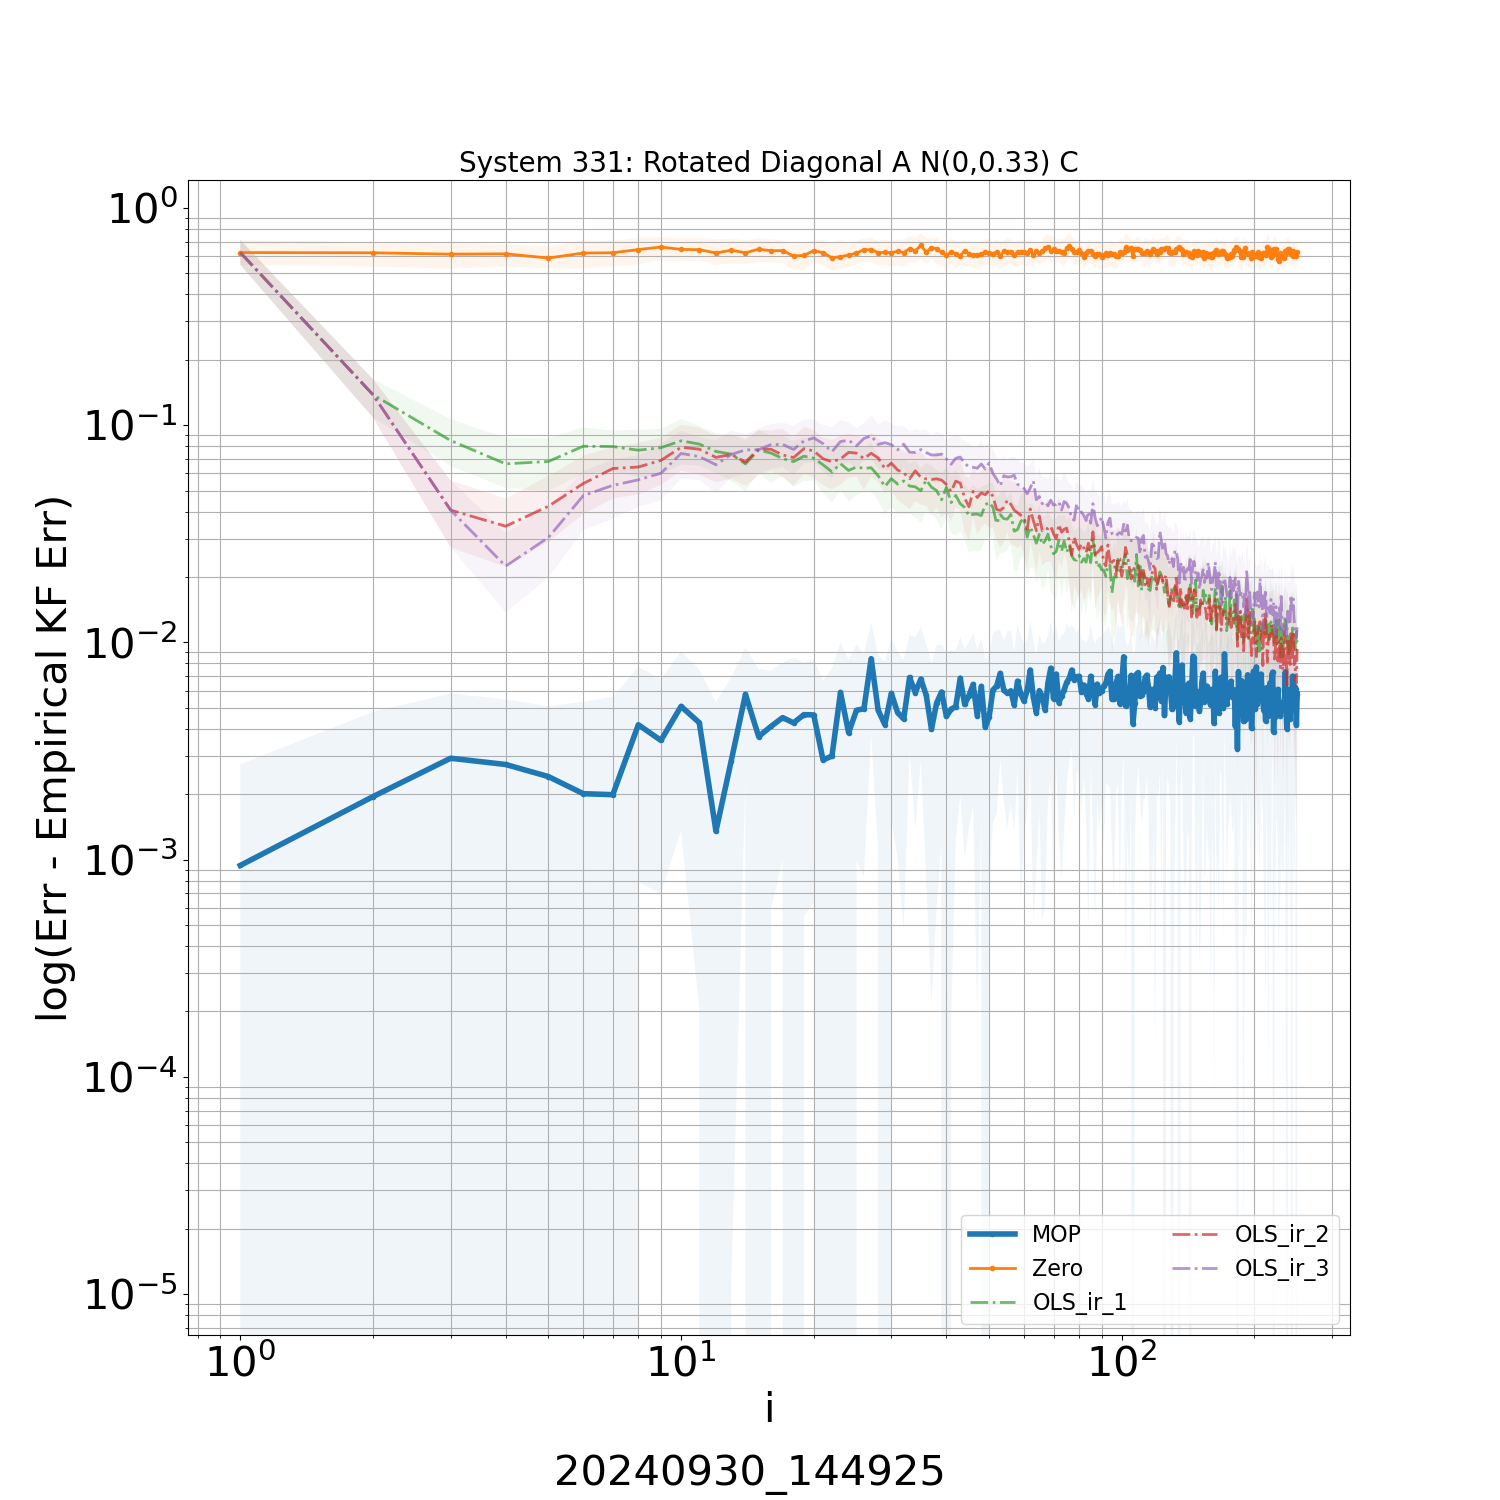 System 331: Rotated Diagonal A N(0,0.33) C
log(Err - Empirical KF Err)
10^0
10^-1
10^-2
10^-3
10^-4
10^-5
MOP
Zero
OLS_ir_1
OLS_ir_2
OLS_ir_3
10^0 10^1 10^2
i
20240930_144925